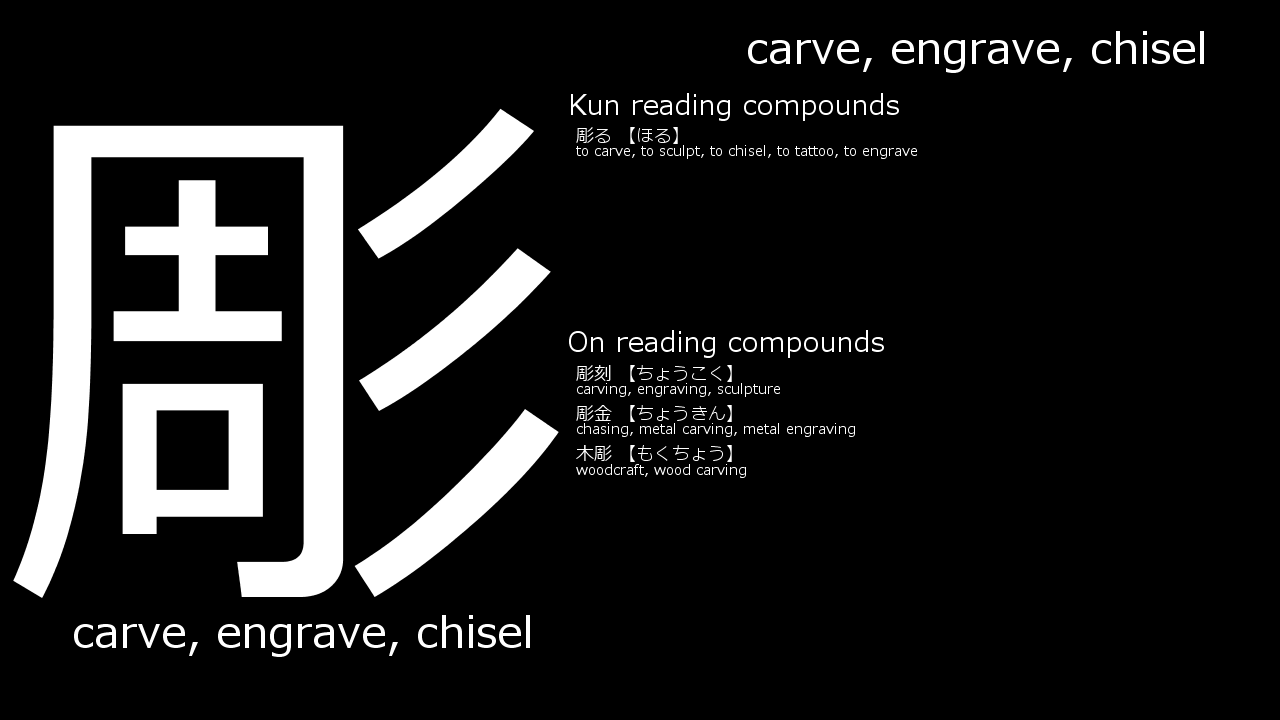 carve, engrave, chisel
彫
carve, engrave, chisel
Kun reading compounds
彫る 【ほる】
to carve, to sculpt, to chisel, to tattoo, to engrave
On reading compounds
彫刻 【ちょうこく】
carving, engraving, sculpture
彫金 【ちょうきん】
chasing, metal carving, metal engraving
木彫 【もくちょう】
woodcraft, wood carving